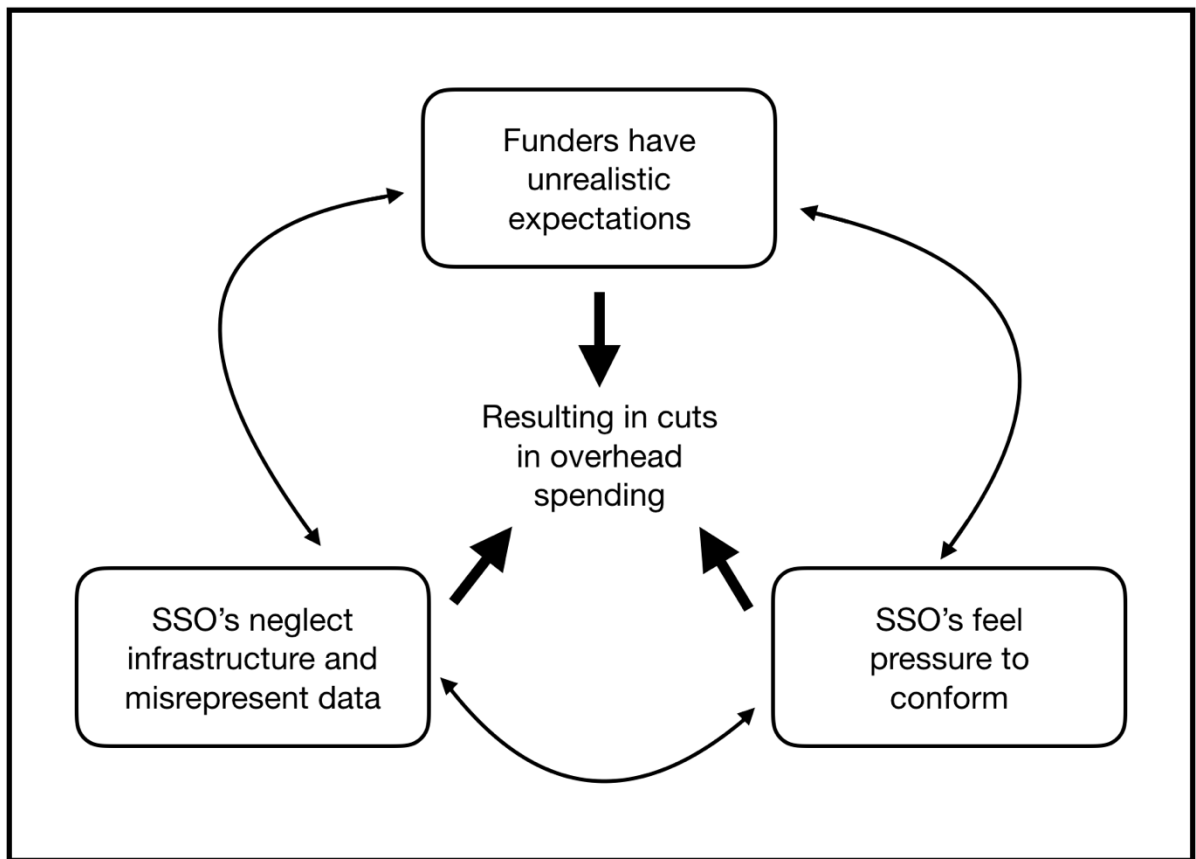 Funders have
unrealistic
expectations
Resulting in cuts
in overhead
spending
SSO’s neglect
infrastructure and
misrepresent data
SSO’s feel
pressure to
conform